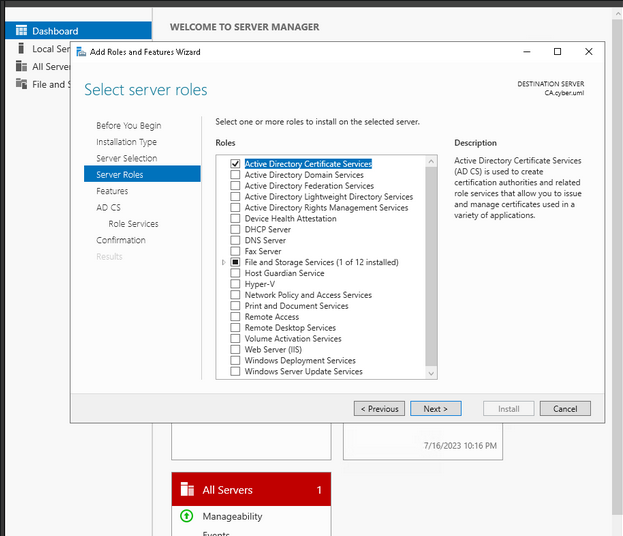 WELCOME TO SERVER MANAGER
Dashboard
Local Ser
All Server
File and S
Add Roles and Features Wizard
Select server roles
DESTINATION SERVER
CA.cyber.uml
Before You Begin
Installation Type
Server Selection
Server Roles
Features
AD CS
Role Services
Confirmation
Results
Select one or more roles to install on the selected server.
Roles
Active Directory Certificate Services
Active Directory Domain Services
Active Directory Federation Services
Active Directory Lightweight Directory Services
Active Directory Rights Management Services
Device Health Attestation
DHCP Server
DNS Server
Fax Server
File and Storage Services (1 of 12 installed)
Host Guardian Service
Hyper-V
Network Policy and Access Services
Print and Document Services
Remote Access
Remote Desktop Services
Volume Activation Services
Web Server (IIS)
Windows Deployment Services
Windows Server Update Services
Description
Active Directory Certificate Services
(AD CS) is used to create
certification authorities and related
role services that allow you to issue
and manage certificates used in a
variety of applications.
< Previous
Next >
Install
Cancel
7/16/2023 10:16 PM
All Servers 1
Manageability
Events